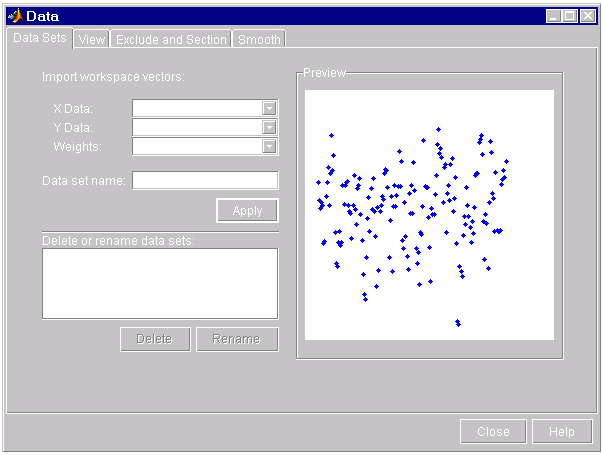 Data
Data Sets View Exclude and Section Smooth
Import workspace vectors:
X Data:
Y Data:
Weights:
Data set name:
Apply
Delete or rename data sets:
Delete Rename
Preview
Close Help